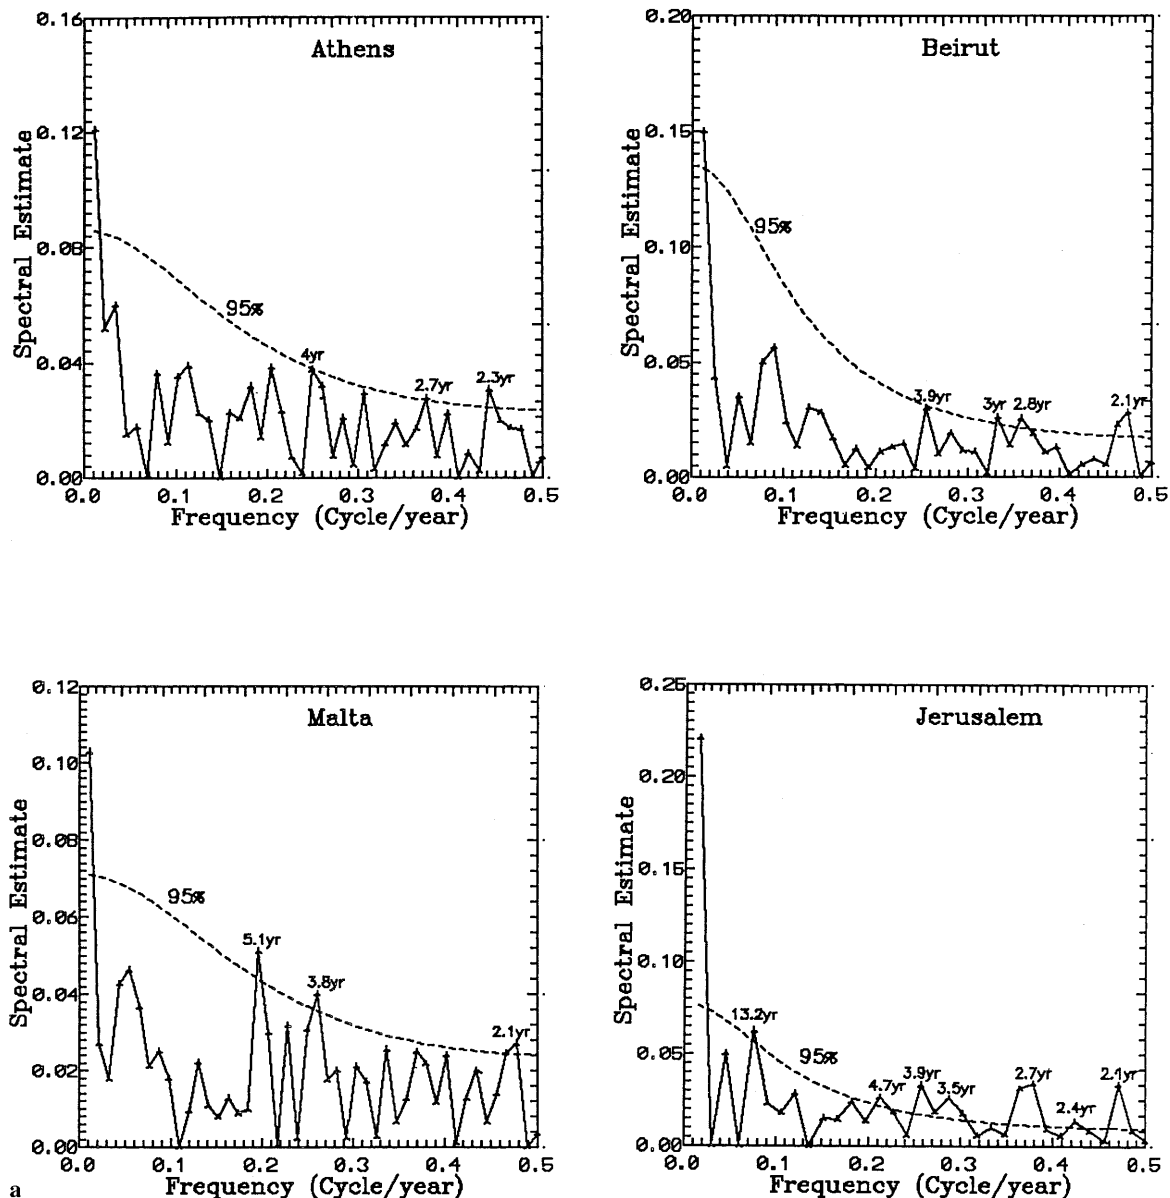 Athens
0.16
0.12
0.08
0.04
0.00
Spectral Estimate
95%
4yr
2.7yr
2.3yr
0.0 0.1 0.2 0.3 0.4 0.5
Frequency (Cycle/year)
Beirut
0.20
0.15
0.10
0.05
0.00
Spectral Estimate
95%
3.9yr
3yr
2.8yr
2.1yr
0.0 0.1 0.2 0.3 0.4 0.5
Frequency (Cycle/year)
Malta
0.12
0.10
0.08
0.06
0.04
0.02
0.00
Spectral Estimate
95%
5.1yr
3.8yr
2.1yr
0.0 0.1 0.2 0.3 0.4 0.5
Frequency (Cycle/year)
Jerusalem
0.25
0.20
0.15
0.10
0.05
0.00
Spectral Estimate
13.2yr
95%
4.7yr
3.9yr
3.5yr
2.7yr
2.4yr
2.1yr
0.0 0.1 0.2 0.3 0.4 0.5
Frequency (Cycle/year)
a